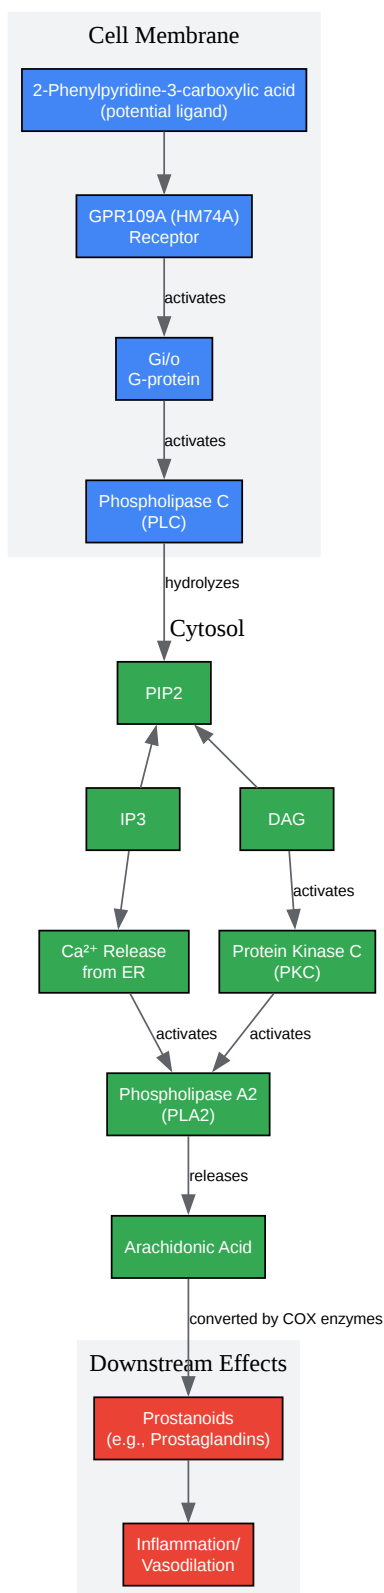 Cell Membrane
2-Phenylpyridine-3-carboxylic acid
(potential ligand)
GPR109A (HM74A)
Receptor
activates
Gi/o
G-protein
activates
Phospholipase C
(PLC)
hydrolyzes
Cytosol
PIP2
IP3
DAG
activates
Ca²⁺ Release
from ER
Protein Kinase C
(PKC)
activates
activates
Phospholipase A2
(PLA2)
releases
Arachidonic Acid
converted by COX enzymes
Downstream Effects
Prostanoids
(e.g., Prostaglandins)
Inflammation/
Vasodilation